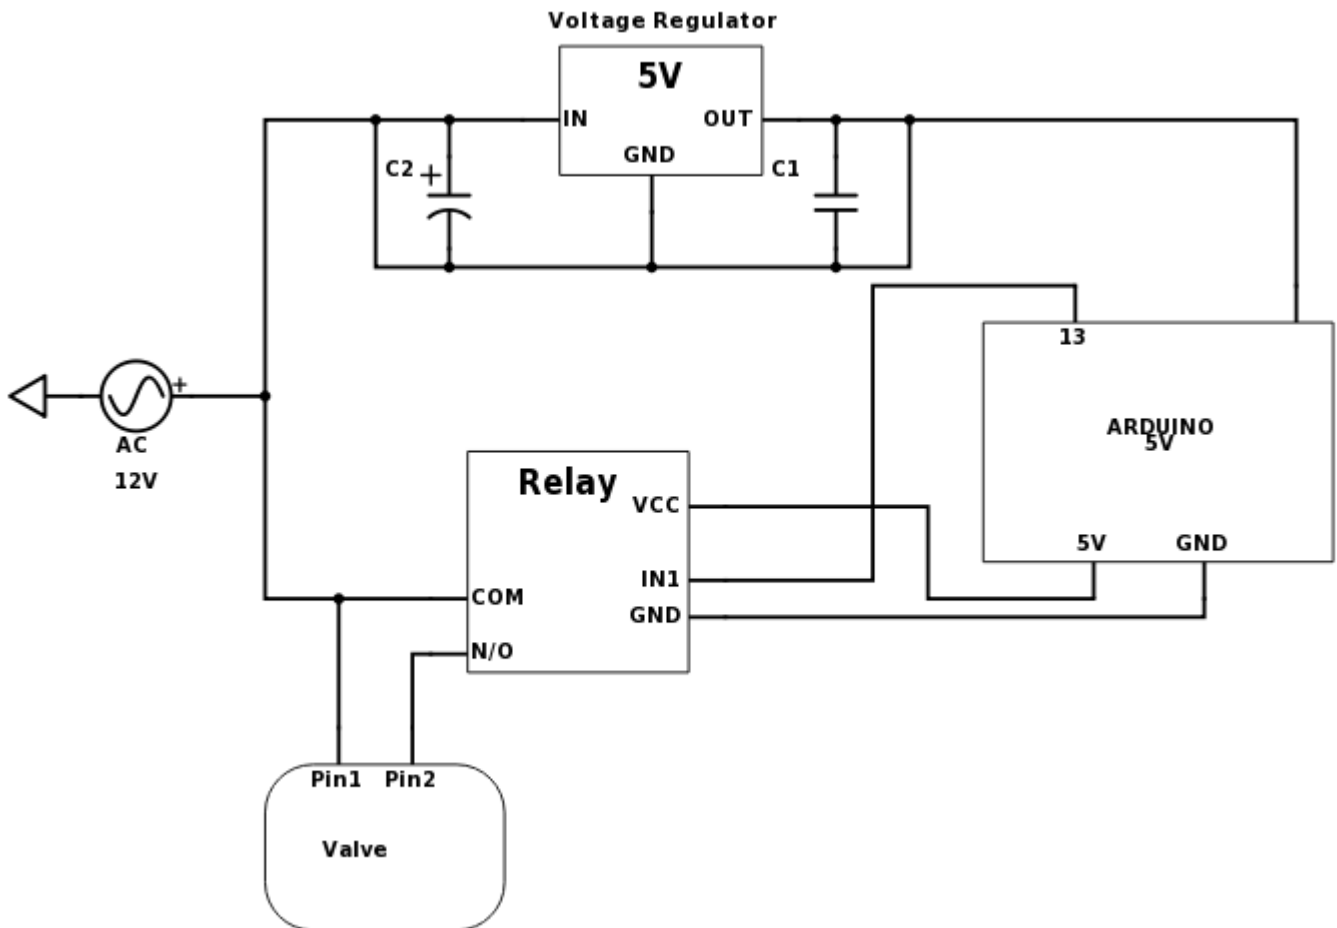 Voltage Regulator
5V
IN
OUT
GND
C2 +
C1
13
+
AC
12V
ARDUINO
5V
Relay
VCC
5V
GND
IN1
COM
GND
N/O
Pin1 Pin2
Valve